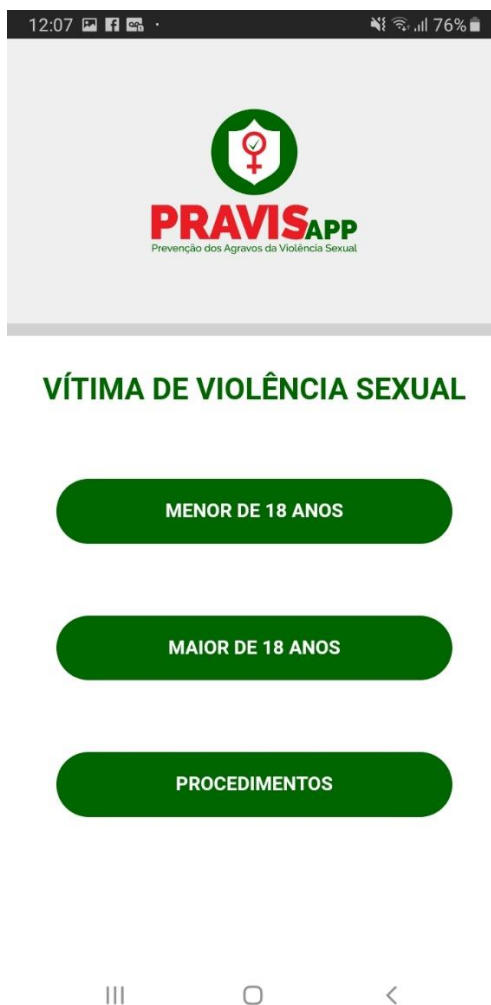 12:07 76%
PRAVISAPP
Prevenção dos Agravos da Violência Sexual
VÍTIMA DE VIOLÊNCIA SEXUAL
MENOR DE 18 ANOS
MAIOR DE 18 ANOS
PROCEDIMENTOS